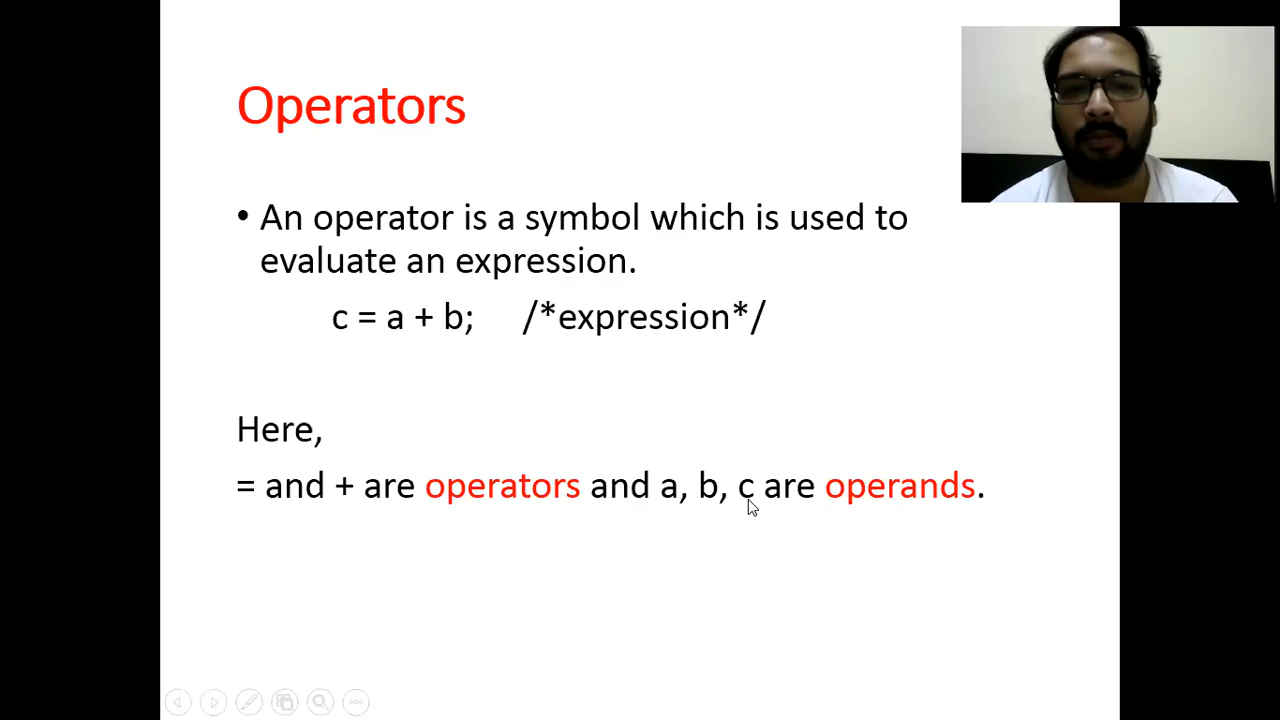 Operators
• An operator is a symbol which is used to
evaluate an expression.
c = a + b; /*expression*/
Here,
= and + are operators and a, b, c are operands.